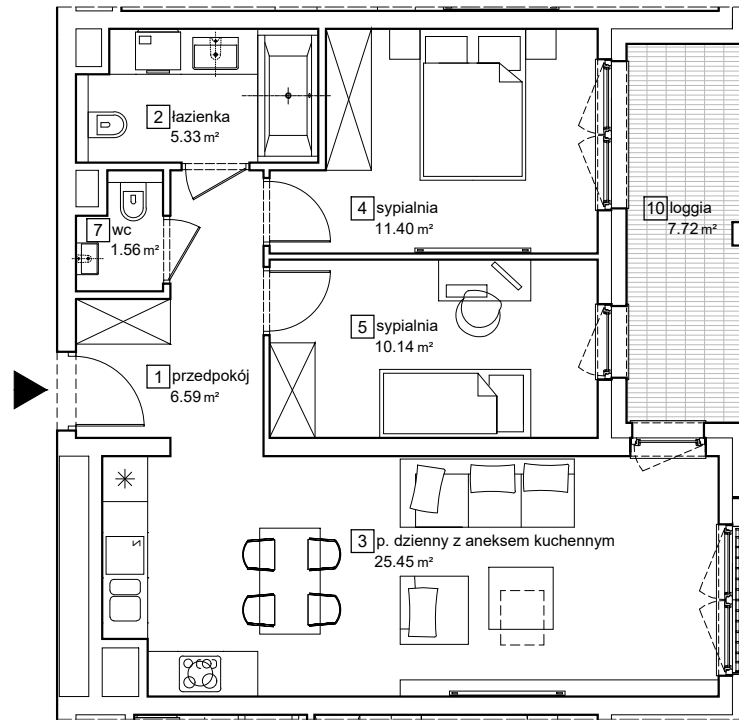 2 łazienka
5.33 m²
7 wc
1.56 m²
4 sypialnia
11.40 m²
10 loggia
7.72 m²
5 sypialnia
10.14 m²
1 przedpokój
6.59 m²
3 p. dzienny z aneksem kuchennym
25.45 m²